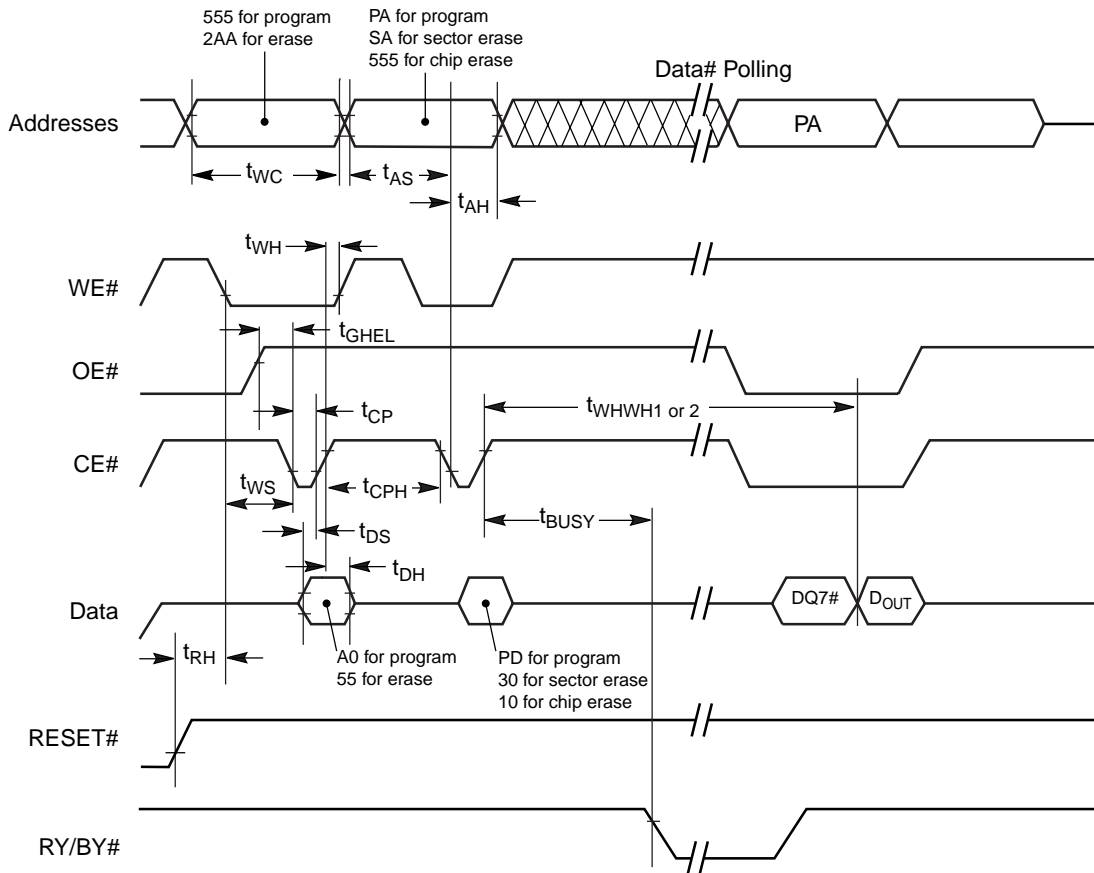 555 for program
2AA for erase
PA for program
SA for sector erase
555 for chip erase
Data# Polling
Addresses
PA
tWC
tAS
tAH
tWH
WE#
tGHEL
OE#
tCP
tWHWH1 or 2
CE#
tWS
tCPH
tBUSY
tDS
tDH
Data
DQ7#
DOUT
tRH
A0 for program
55 for erase
PD for program
30 for sector erase
10 for chip erase
RESET#
RY/BY#